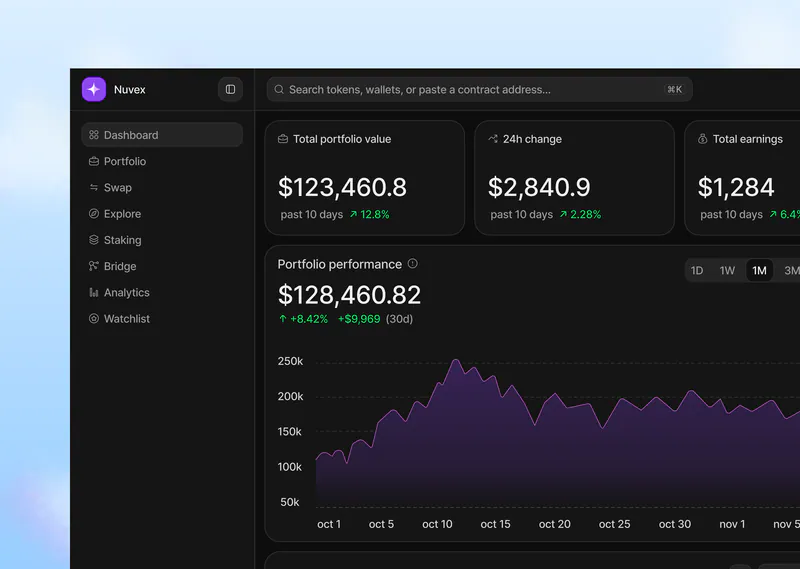 Nuvex
Search tokens, wallets, or paste a contract address...
⌘K
Dashboard
Portfolio
Swap
Explore
Staking
Bridge
Analytics
Watchlist
Total portfolio value
$123,460.8
past 10 days ↗ 12.8%
24h change
$2,840.9
past 10 days ↗ 2.28%
Total earnings
$1,284
past 10 days ↗ 6.4%
Portfolio performance
1D 1W 1M 3M
$128,460.82
↑ +8.42% +$9,969 (30d)
250k
200k
150k
100k
50k
oct 1 oct 5 oct 10 oct 15 oct 20 oct 25 oct 30 nov 1 nov 5